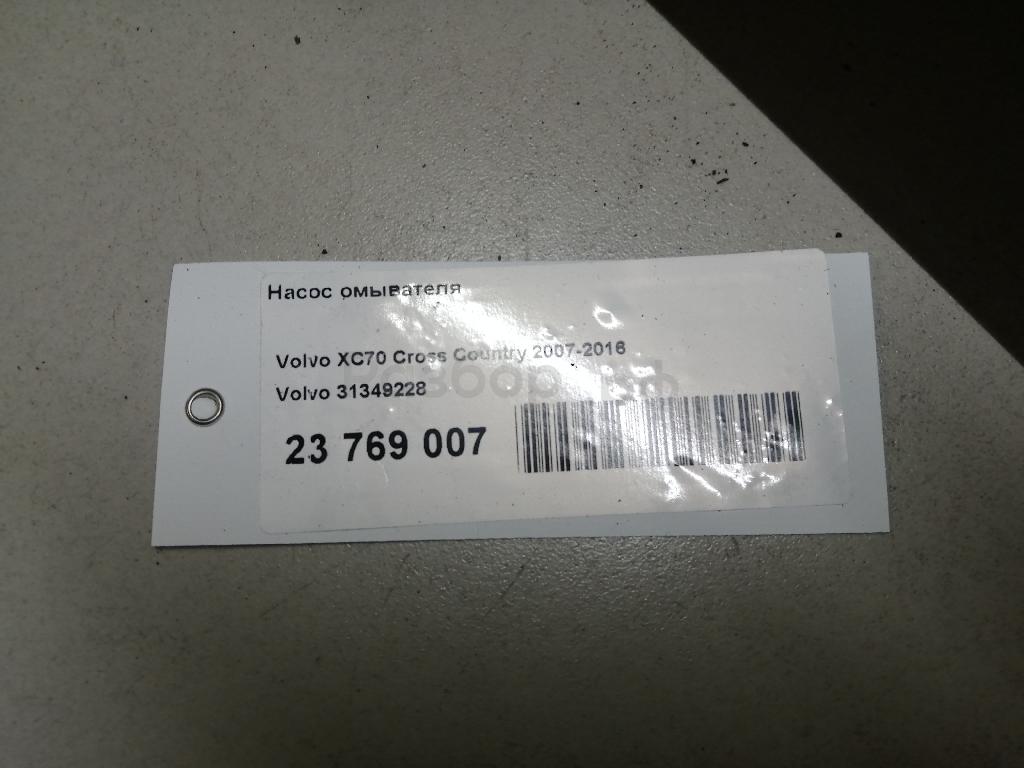 Насос омывателя
Volvo XC70 Cross Country 2007-2016
Volvo 31349228
23 769 007